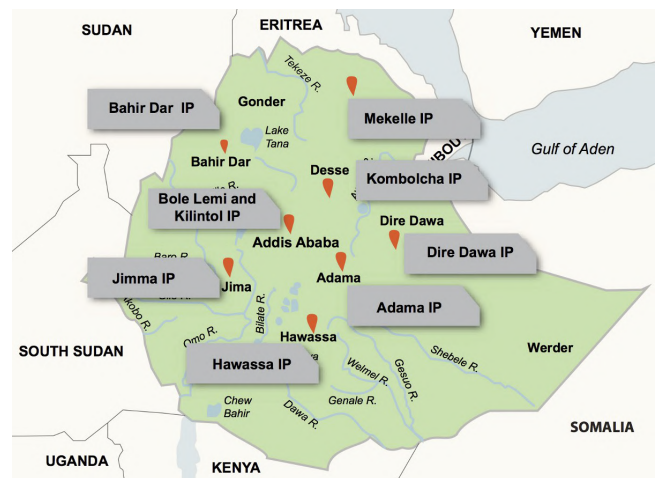 SUDAN
ERITREA
YEMEN
Tekeze R.
Gonder
Bahir Dar IP
Mekelle IP
Lake
Tana
Gulf of Aden
Bahir Dar
Desse
Kombolcha IP
Bole Lemi and
Kilintol IP
Dire Dawa
Addis Ababa
Dire Dawa IP
Jimma IP
Jima
Adama
Adama IP
Bilate R.
Omo R.
Hawassa
SOUTH SUDAN
Hawassa IP
Welmel R.
Gesuo R.
Shebele R.
Werder
Chew
Bahir
Dawa R.
Genale R.
SOMALIA
UGANDA
KENYA